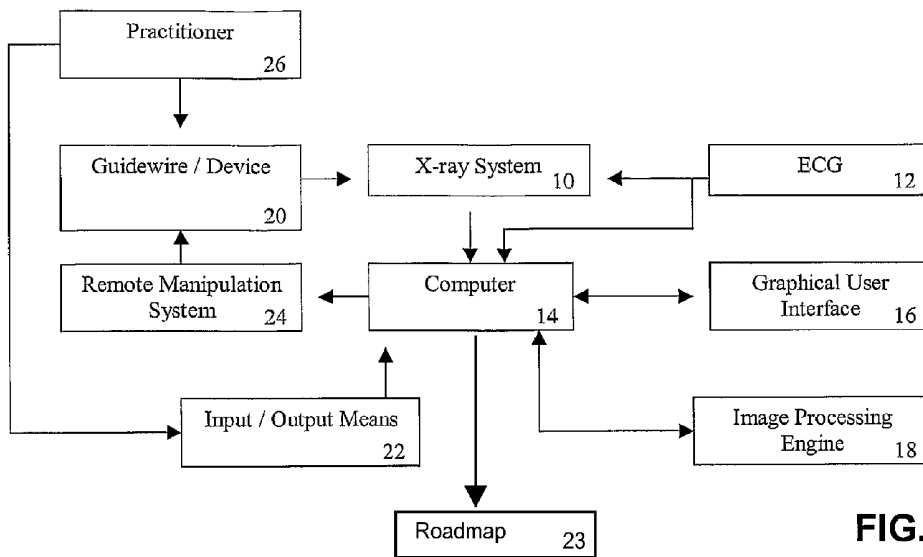 Practitioner
26
Guidewire / Device
20
X-ray System
10
ECG
12
Remote Manipulation
System
24
Computer
14
Graphical User
Interface
16
Input / Output Means
22
Image Processing
Engine
18
Roadmap
23
FIG.